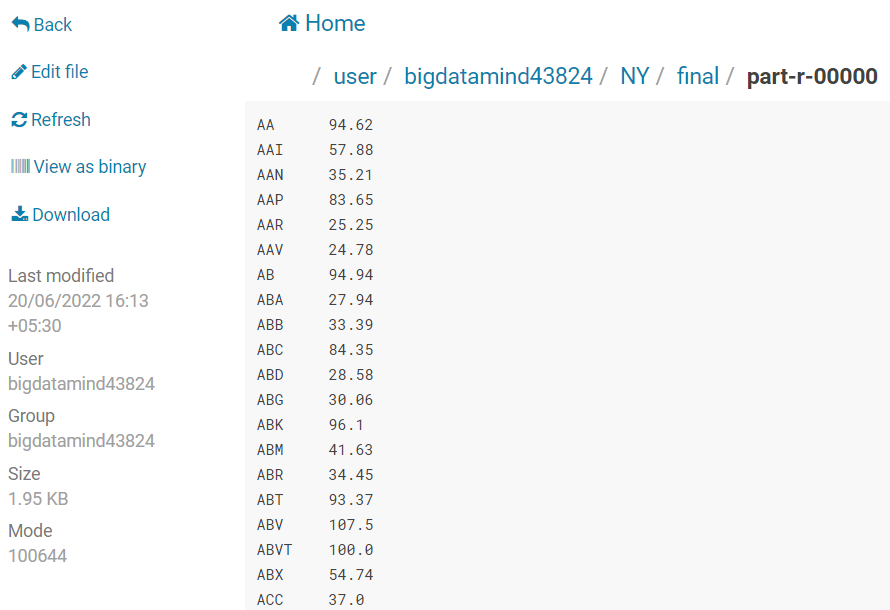 Back
Edit file
Refresh
View as binary
Download
Last modified
20/06/2022 16:13
+05:30
User
bigdatamind43824
Group
bigdatamind43824
Size
1.95 KB
Mode
100644
Home
/ user / bigdatamind43824 / NY / final / part-r-00000
AA 94.62
AAI 57.88
AAN 35.21
AAP 83.65
AAR 25.25
AAV 24.78
AB 94.94
ABA 27.94
ABB 33.39
ABC 84.35
ABD 28.58
ABG 30.06
ABK 96.1
ABM 41.63
ABR 34.45
ABT 93.37
ABV 107.5
ABVT 100.0
ABX 54.74
ACC 37.0